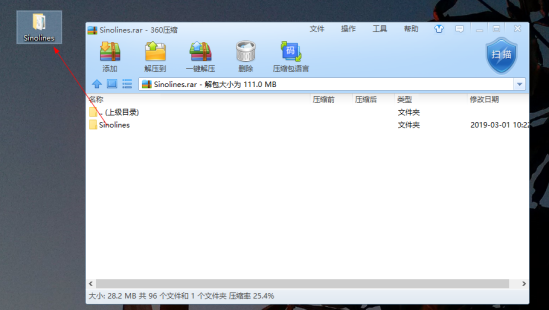 Sinolines
Sinolines.rar - 360压缩
文件 操作 工具 帮助
添加 解压到 一键解压 删除 压缩包语言 扫描
码
Sinolines.rar - 解包大小为 111.0 MB
名称 压缩前 压缩后 类型 修改日期
.. (上级目录) 文件夹
Sinolines 文件夹 2019-03-01 10:22
大小: 28.2 MB 共 96 个文件和 1 个文件夹 压缩率 25.4%